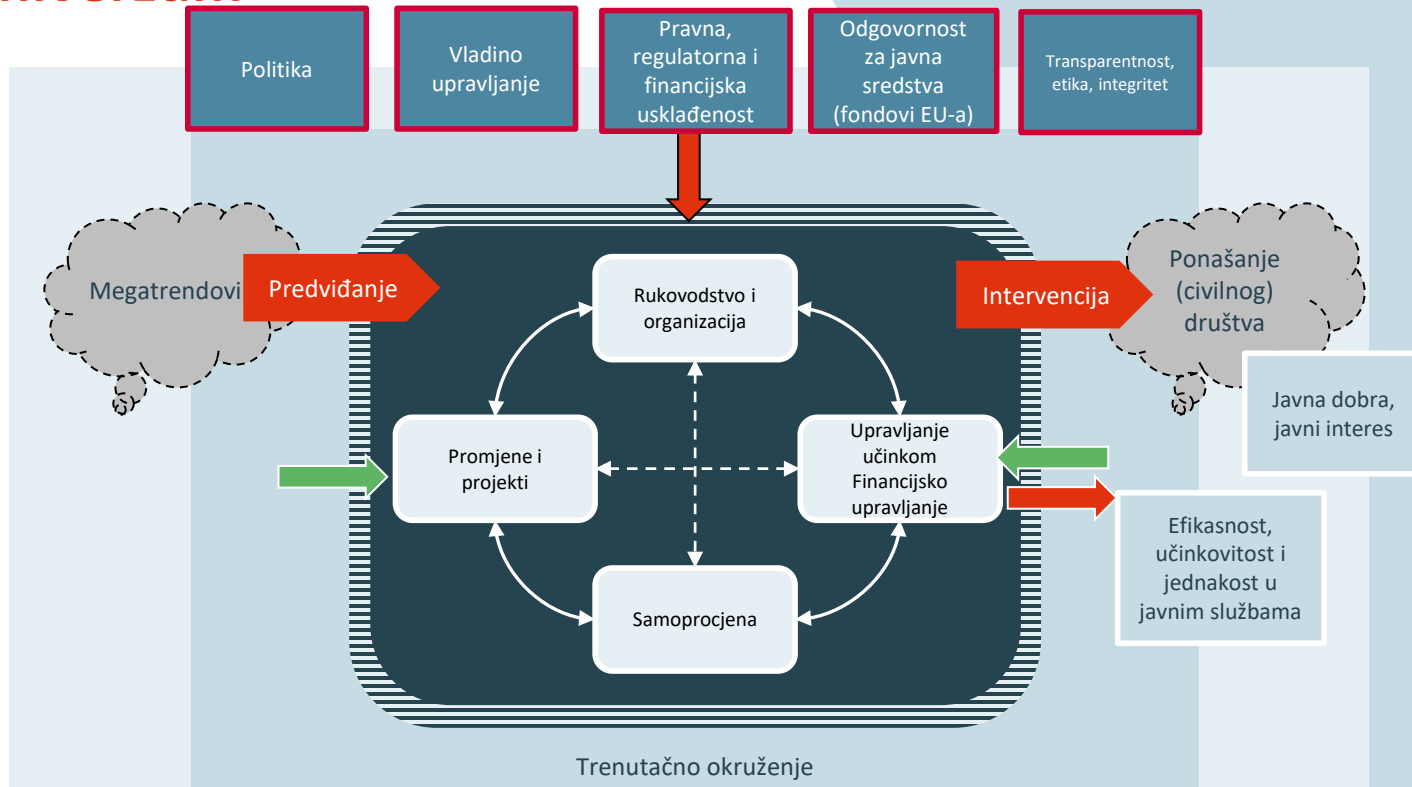 Politika
Vladino
upravljanje
Pravna,
regulatorna i
financijska
usklađenost
Odgovornost
za javna
sredstva
(fondovi EU-a)
Transparentnost,
etika, integritet
Megatrendovi
Predviđanje
Rukovodstvo i
organizacija
Intervencija
Ponašanje
(civilnog)
društva
Javna dobra,
javni interes
Promjene i
projekti
Upravljanje
učinkom
Financijsko
upravljanje
Efikasnost,
učinkovitost i
jednakost u
javnim službama
Samoprocjena
Trenutačno okruženje